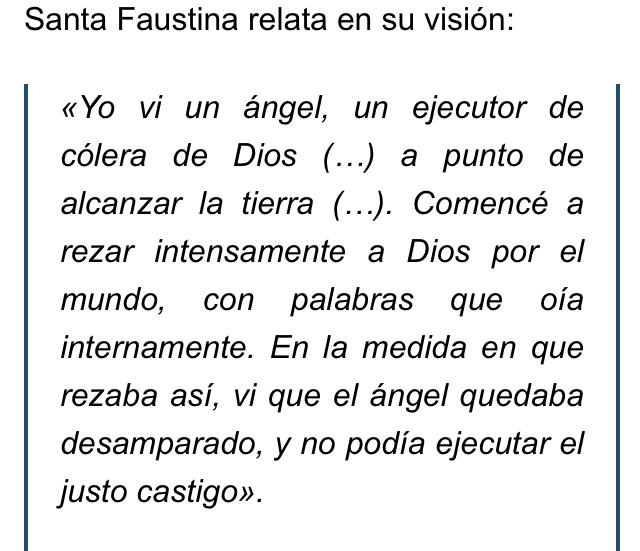 Santa Faustina relata en su visión:
«Yo vi un ángel, un ejecutor de
cólera de Dios (...) a punto de
alcanzar la tierra (...). Comencé a
rezar intensamente a Dios por el
mundo, con palabras que oía
internamente. En la medida en que
rezaba así, vi que el ángel quedaba
desamparado, y no podía ejecutar el
justo castigo».